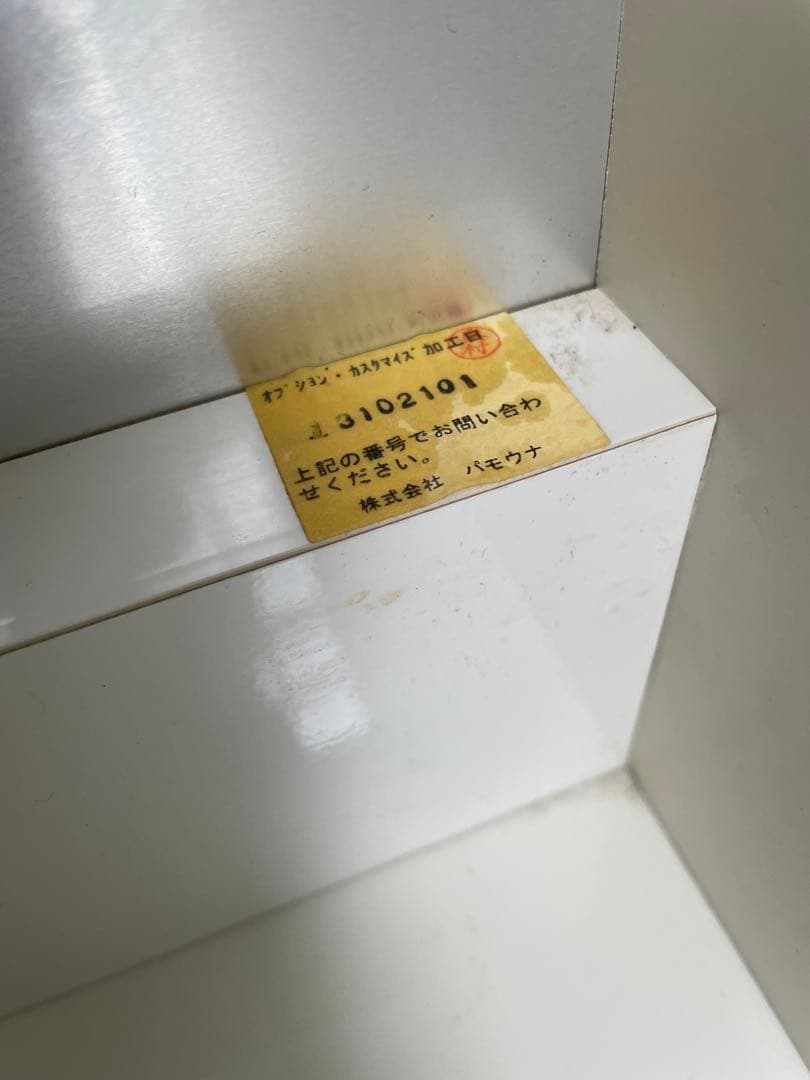 オプション・カスタマイズ加工日
村
13102101
上記の番号でお問い合わ
せください。
株式会社 パモウナ